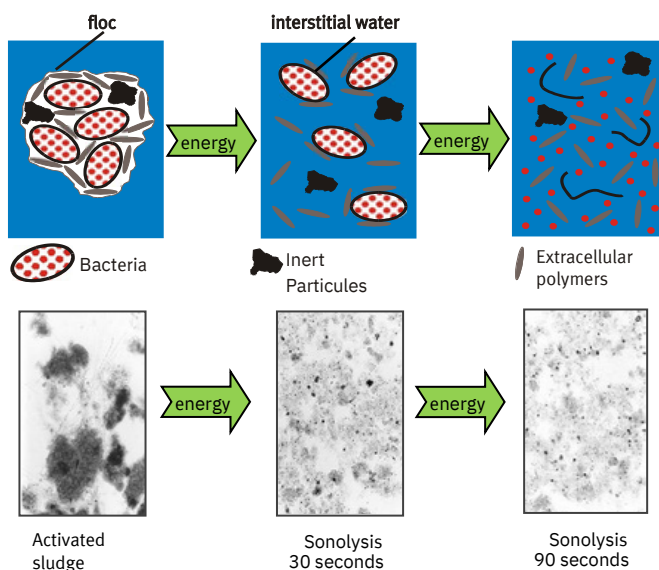 floc
interstitial water
energy
energy
Bacteria
Inert
Particules
Extracellular
polymers
energy
energy
Activated
sludge
Sonolysis
30 seconds
Sonolysis
90 seconds